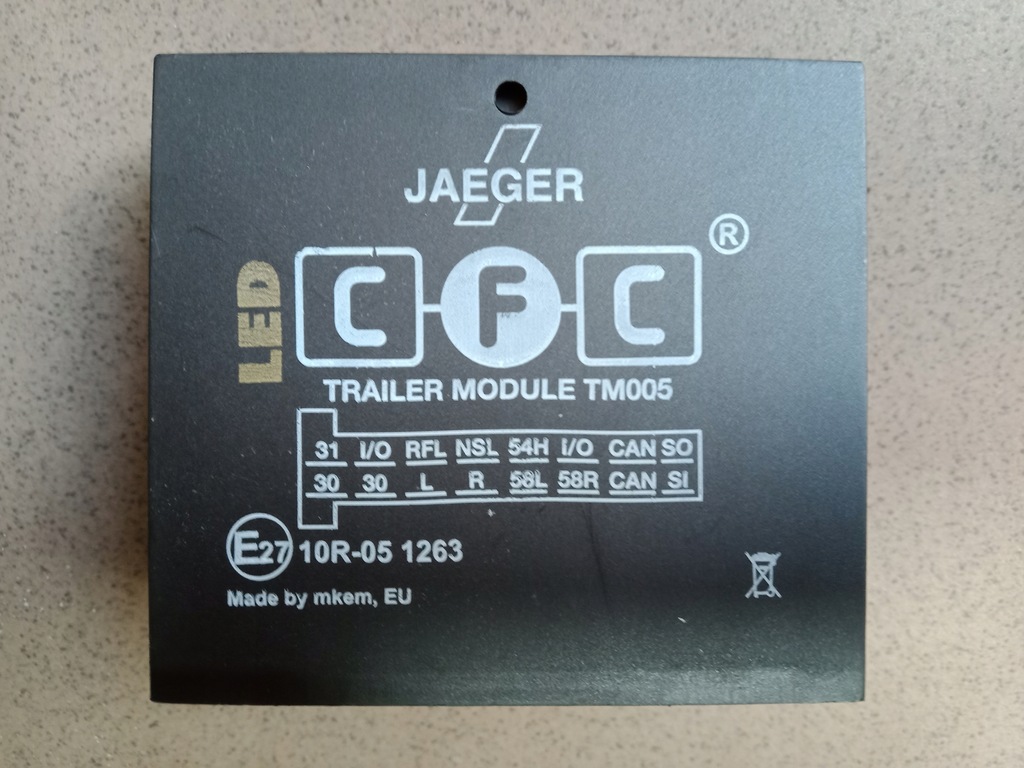 JAEGER
®
LED
C F C
TRAILER MODULE TM005
31 I/O RFL NSL 54H I/O CAN SO
30 30 L R 58L 58R CAN SI
E27 10R-05 1263
Made by mkem, EU